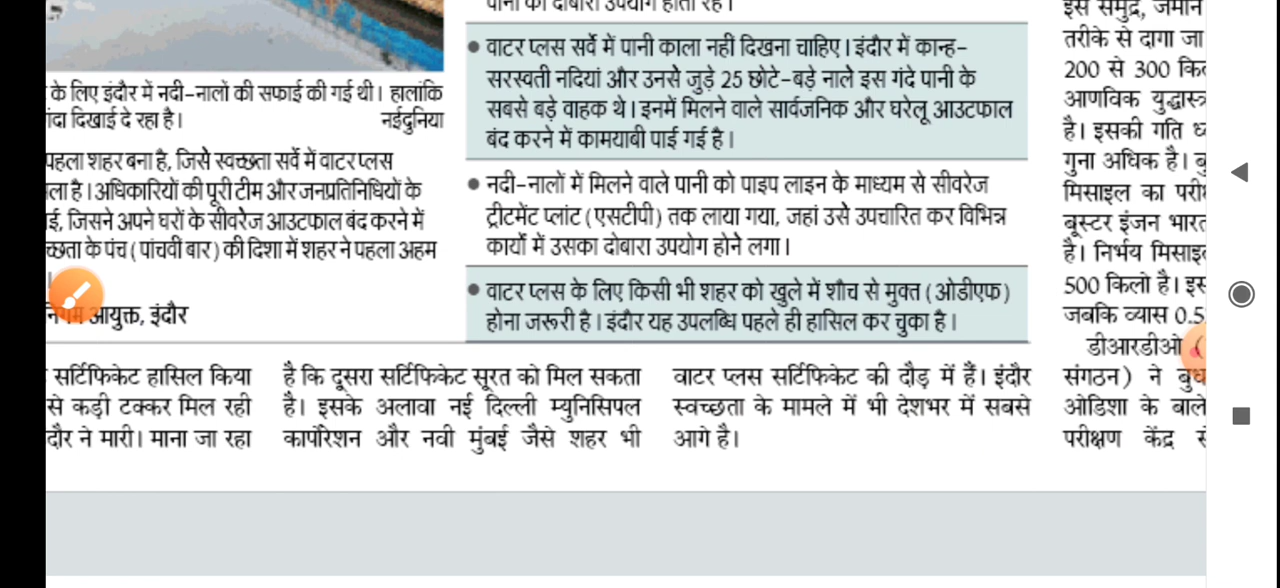 के लिए इंदौर में नदी-नालों की सफाई की गई थी। हालांकि
दिखाई दे रहा है। नईदुनिया
पहला शहर बना है, जिसे स्वच्छता सर्वे में वाटर प्लस
है। अधिकारियों की पूरी टीम और जनप्रतिनिधियों के
जिसने अपने घरों के सीवरेज आउटफाल बंद करने में
के पंच (पांचवीं बार) की दिशा में शहर ने पहला अहम
आयुक्त, इंदौर
सर्टिफिकेट हासिल किया
से कड़ी टक्कर मिल रही
ने मारी। माना जा रहा
है कि दूसरा सर्टिफिकेट सूरत को मिल सकता
है। इसके अलावा नई दिल्ली म्युनिसिपल
कार्पोरेशन और नवी मुंबई जैसे शहर भी
वाटर प्लस सर्टिफिकेट की दौड़ में हैं। इंदौर
स्वच्छता के मामले में भी देशभर में सबसे
आगे है।
पानी का दोबारा उपयोग होता रहे।
● वाटर प्लस सर्वे में पानी काला नहीं दिखना चाहिए। इंदौर में कान्ह-
सरस्वती नदियां और उनसे जुड़े 25 छोटे-बड़े नाले इस गंदे पानी के
सबसे बड़े वाहक थे। इनमें मिलने वाले सार्वजनिक और घरेलू आउटफाल
बंद करने में कामयाबी पाई गई है।
● नदी-नालों में मिलने वाले पानी को पाइप लाइन के माध्यम से सीवरेज
ट्रीटमेंट प्लांट (एसटीपी) तक लाया गया, जहां उसे उपचारित कर विभिन्न
कार्यों में उसका दोबारा उपयोग होने लगा।
● वाटर प्लस के लिए किसी भी शहर को खुले में शौच से मुक्त (ओडीएफ)
होना जरूरी है। इंदौर यह उपलब्धि पहले ही हासिल कर चुका है।
इसे समुद्र, जमीन
तरीके से दागा जा
200 से 300
आणविक
है। इसकी गति
गुना अधिक है।
मिसाइल का
बूस्टर इंजन भारत
है। निर्भय
500 किलो है।
जबकि व्यास 0.5
डीआरडीओ (
संगठन) ने
ओडिशा के
परीक्षण केंद्र